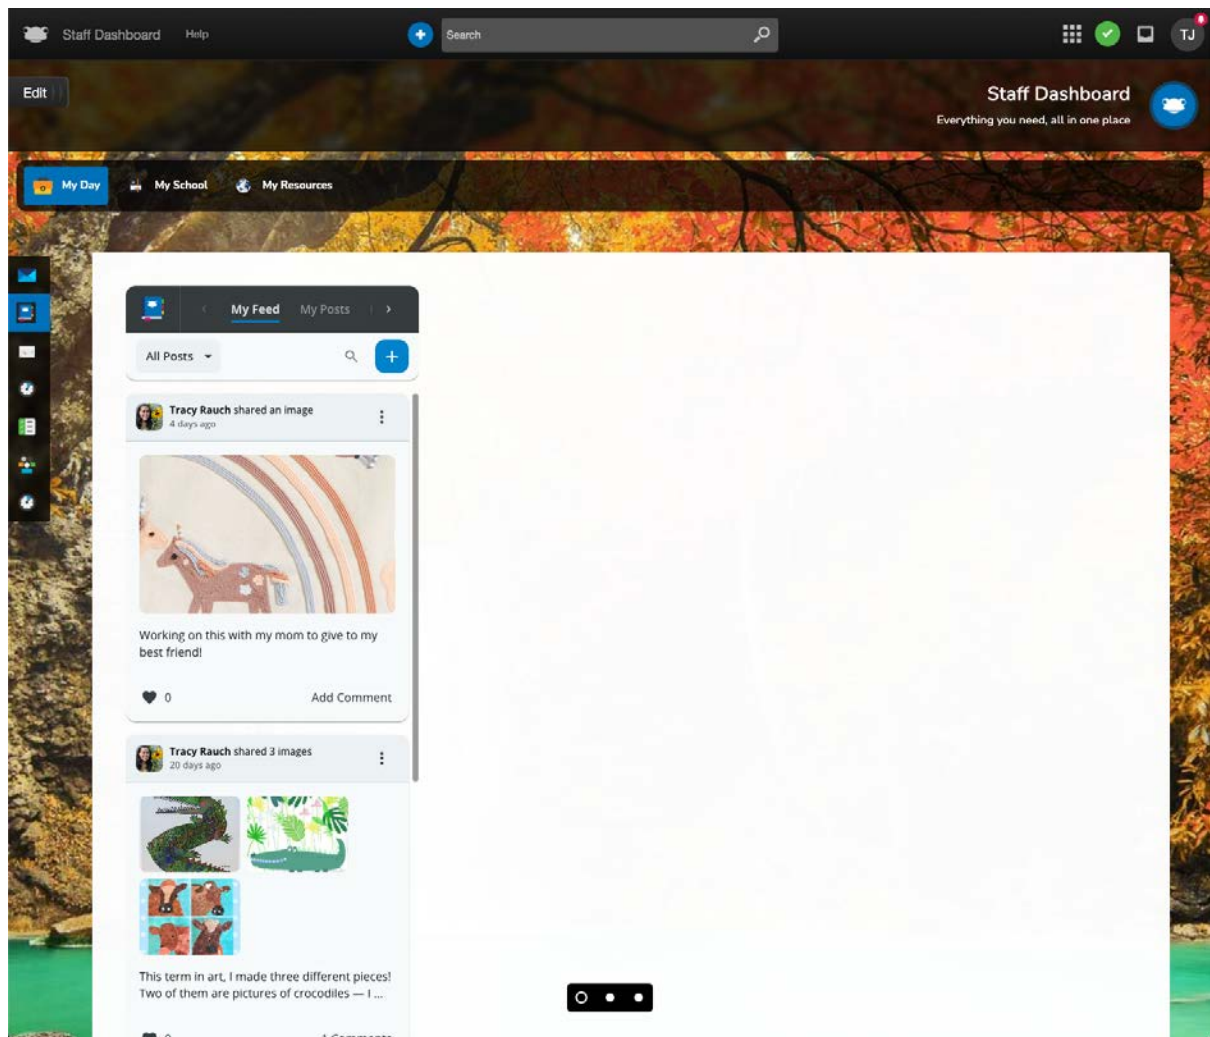 Staff Dashboard
Help
Search
TJ
Edit
Staff Dashboard
Everything you need, all in one place
My Day
My School
My Resources
My Feed
My Posts
All Posts
Tracy Rauch shared an image
4 days ago
Working on this with my mom to give to my
best friend!
0
Add Comment
Tracy Rauch shared 3 images
20 days ago
This term in art, I made three different pieces!
Two of them are pictures of crocodiles — I ...